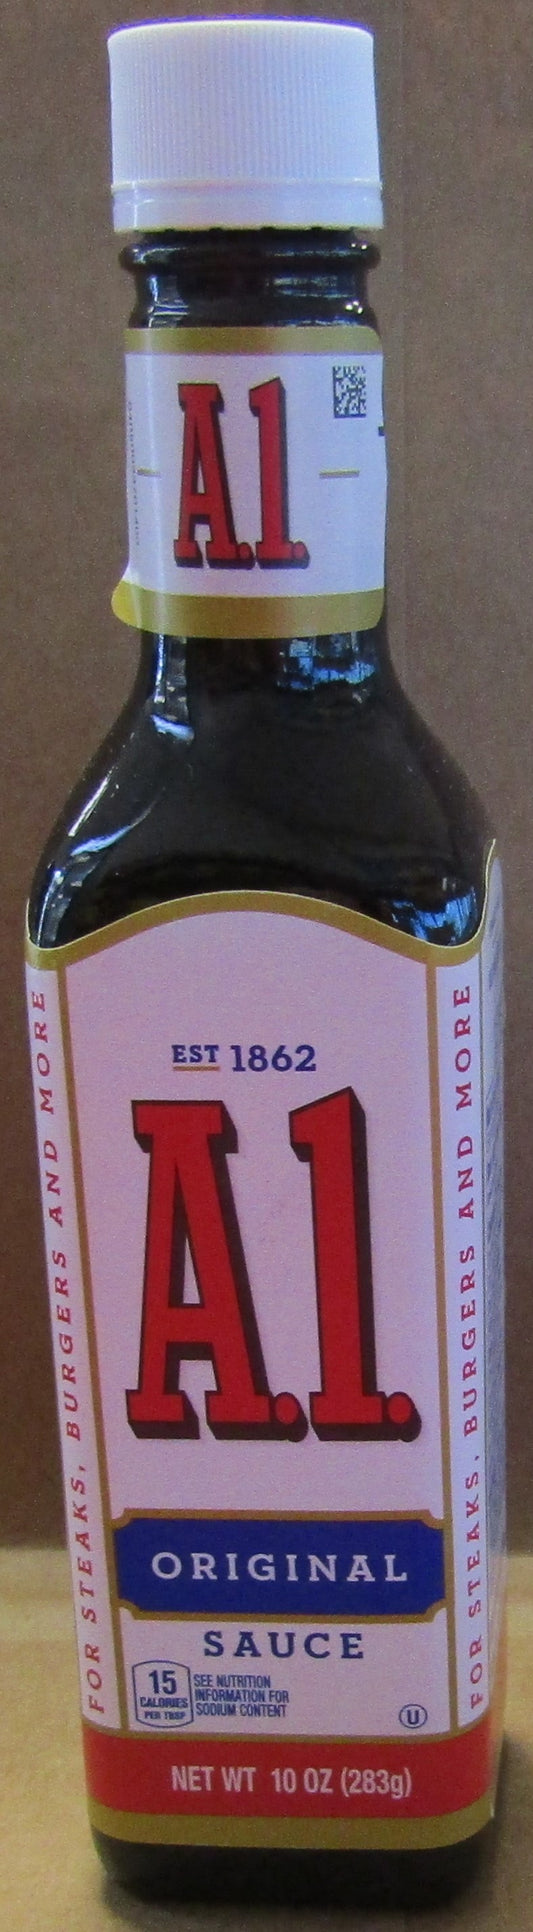 A.1.
EST 1862
A.1.
ORIGINAL
SAUCE
15
CALORIES
PER TBSP
SEE NUTRITION
INFORMATION FOR
SODIUM CONTENT
U
NET WT 10 OZ (283g)
FOR STEAKS, BURGERS AND MORE
FOR STEAKS, BURGERS AND MORE